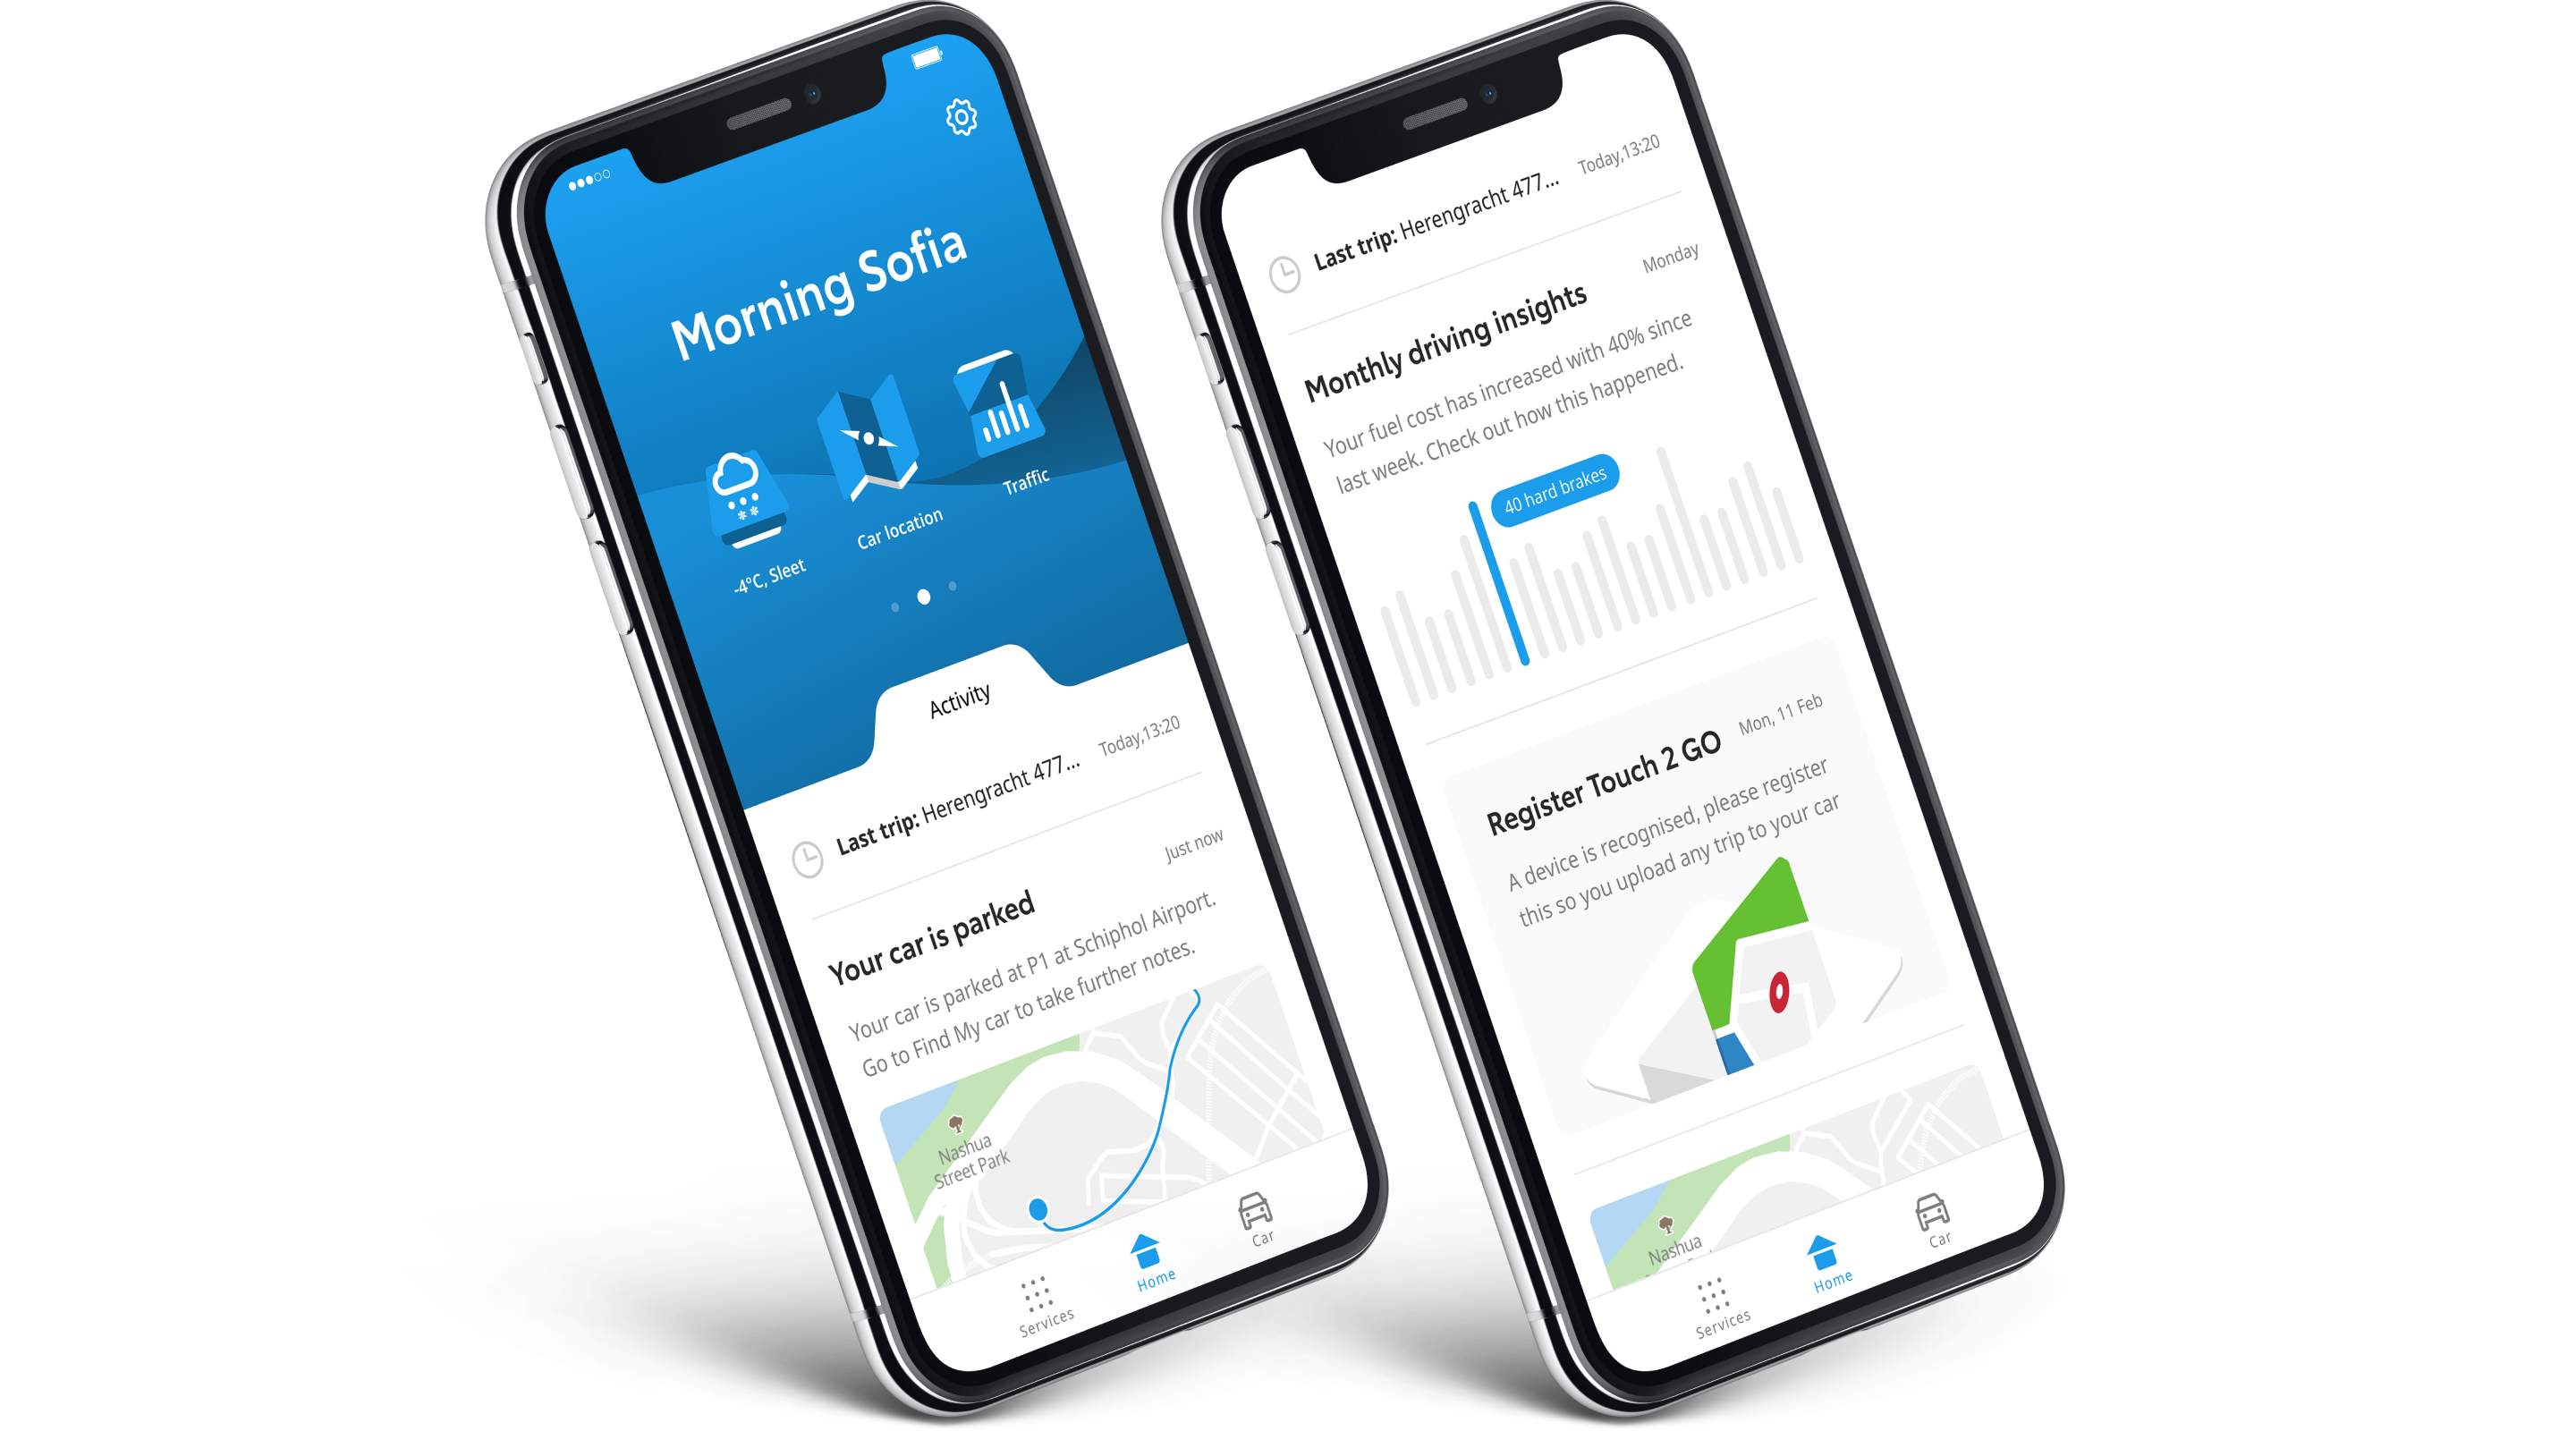 Morning Sofia
-4°C, Sleet
Car location
Traffic
Activity
Last trip: Herengracht 477...
Today,13:20
Just now
Your car is parked
Your car is parked at P1 at Schiphol Airport.
Go to Find My car to take further notes.
Nashua
Street Park
Services
Home
Car
Last trip: Herengracht 477...
Today,13:20
Monday
Monthly driving insights
Your fuel cost has increased with 40% since
last week. Check out how this happened.
40 hard brakes
Register Touch 2 GO
Mon, 11 Feb
A device is recognised, please register
this so you upload any trip to your car
Nashua
Services
Home
Car